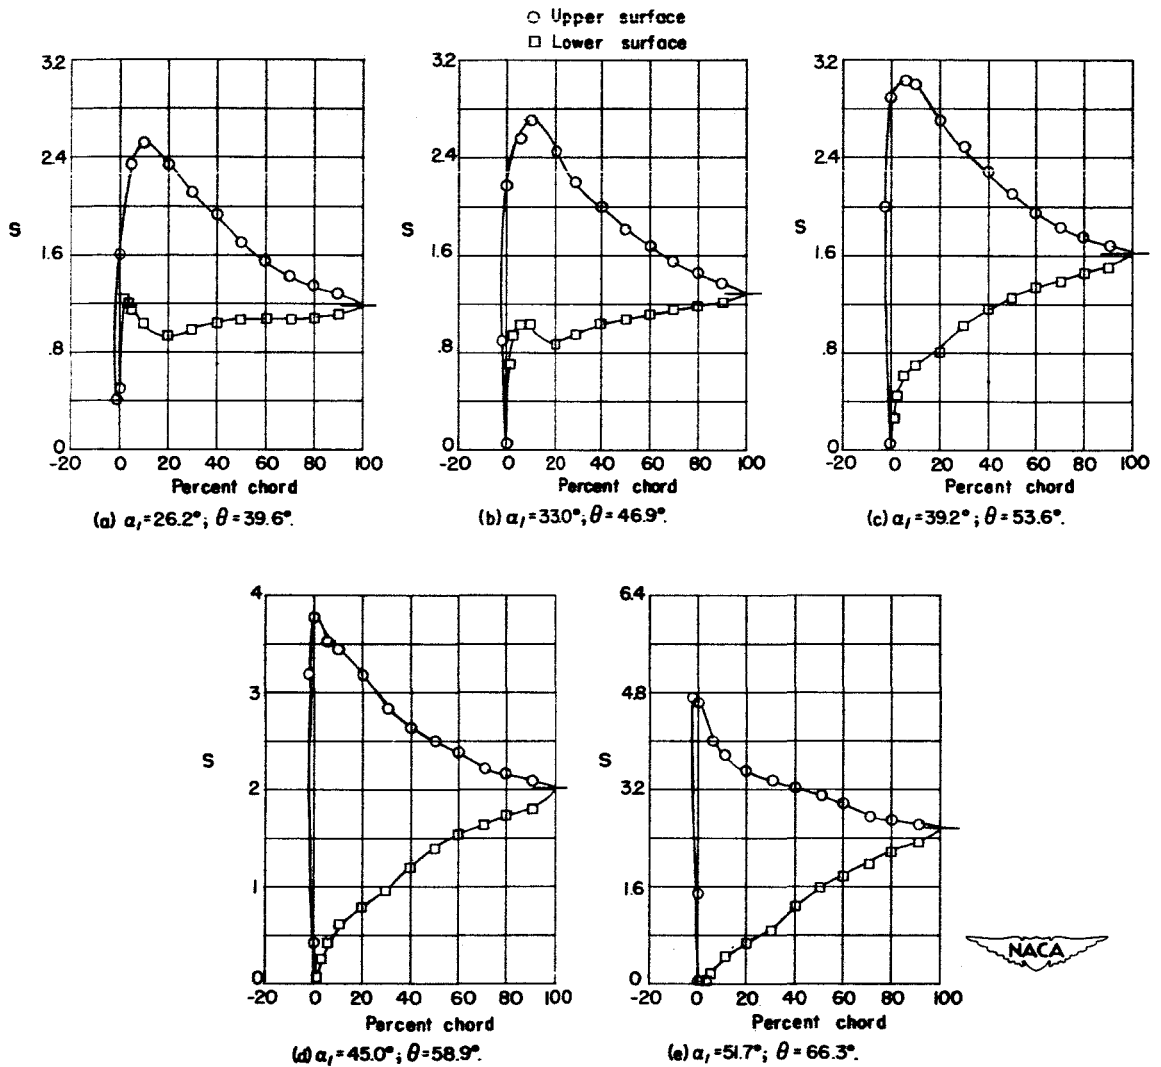 Upper surface
Lower surface
3.2
2.4
S
1.6
.8
0
-20 0 20 40 60 80 100
Percent chord
(a) α₁=26.2°; θ=39.6°.
3.2
2.4
S
1.6
.8
0
-20 0 20 40 60 80 100
Percent chord
(b) α₁=33.0°; θ=46.9°.
3.2
2.4
S
1.6
.8
0
-20 0 20 40 60 80 100
Percent chord
(c) α₁=39.2°; θ=53.6°.
4
3
S
2
1
0
-20 0 20 40 60 80 100
Percent chord
(d) α₁=45.0°; θ=58.9°.
6.4
4.8
S
3.2
1.6
0
-20 0 20 40 60 80 100
Percent chord
(e) α₁=51.7°; θ=66.3°.
NACA